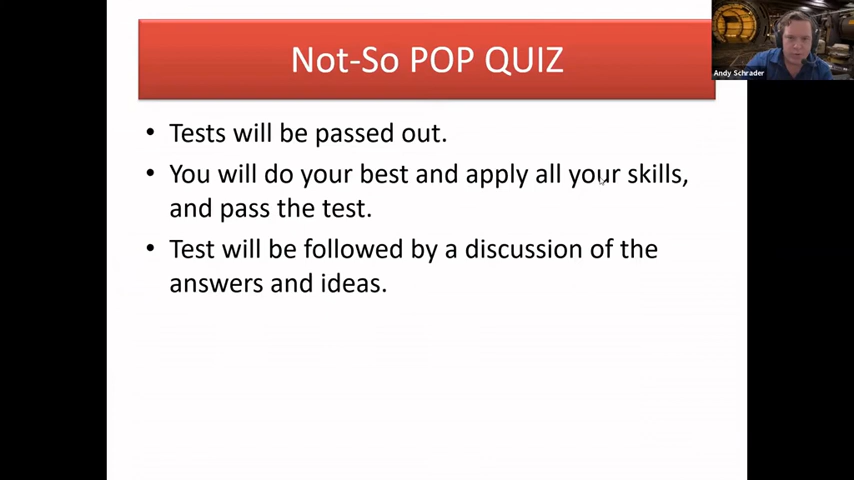 Not-So POP QUIZ
Andy Schrader
• Tests will be passed out.
• You will do your best and apply all your skills,
and pass the test.
• Test will be followed by a discussion of the
answers and ideas.